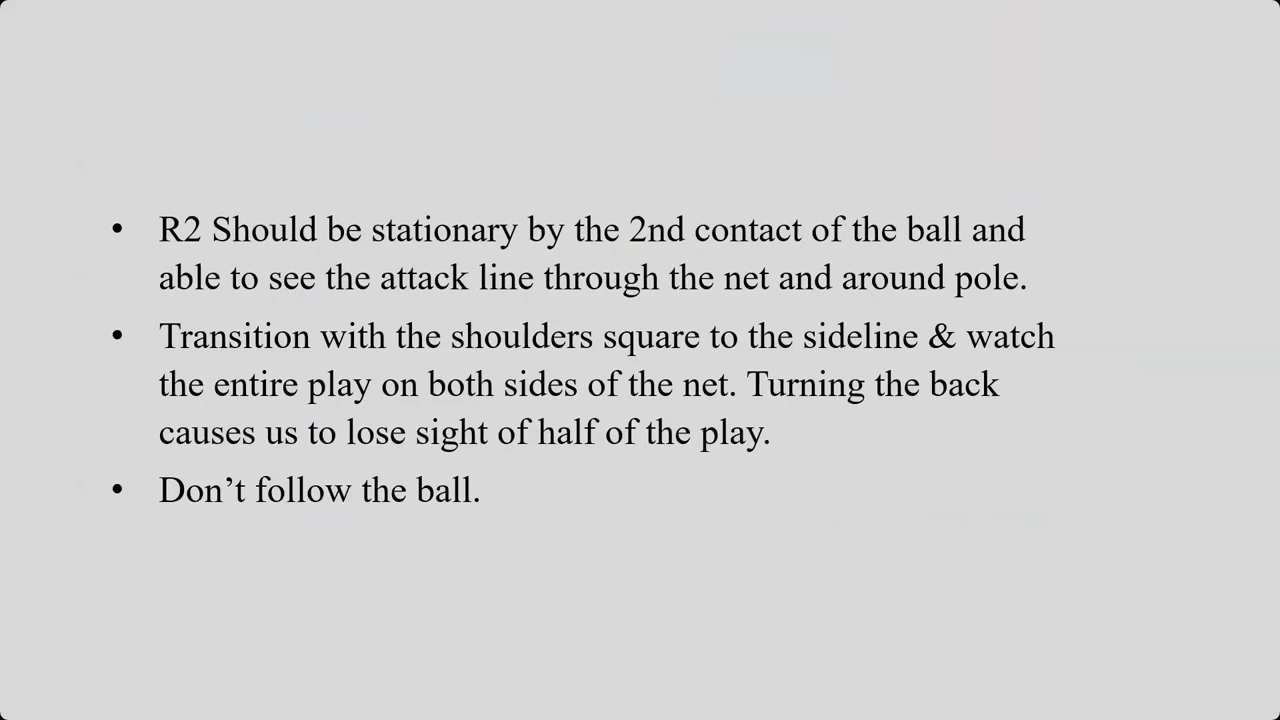 • R2 Should be stationary by the 2nd contact of the ball and
able to see the attack line through the net and around pole.
• Transition with the shoulders square to the sideline & watch
the entire play on both sides of the net. Turning the back
causes us to lose sight of half of the play.
• Don’t follow the ball.